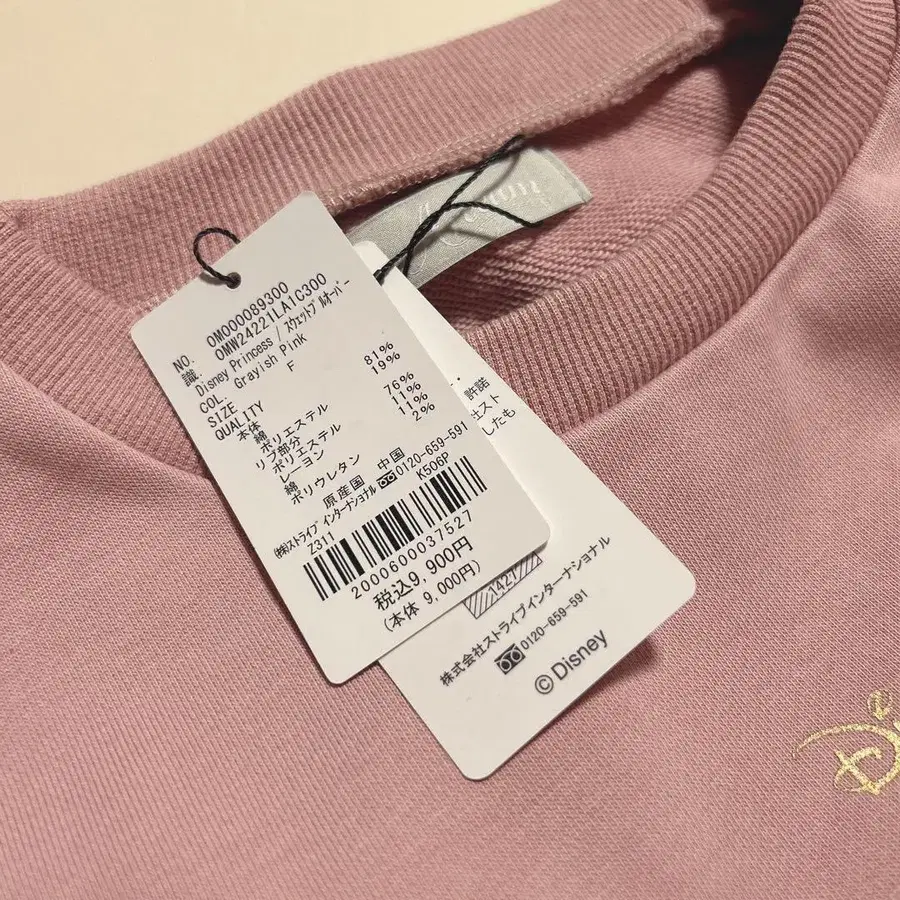 NO. OM000089300
識. OMW24221LA1C300
Disney Princess / スウェットプルオーバー
COL. Grayish Pink
SIZE F
QUALITY
本体
綿 81%
ポリエステル 19%
リブ部分
ポリエステル 76%
レーヨン 11%
綿 11%
ポリウレタン 2%
原産国 中国
㈱ストライプインターナショナル 0120-659-591
Z311 K506P
2000600037527
税込9,900円
(本体 9,000円)
許諾
エスト
したも
1421
株式会社ストライプインターナショナル
0120-659-591
©Disney